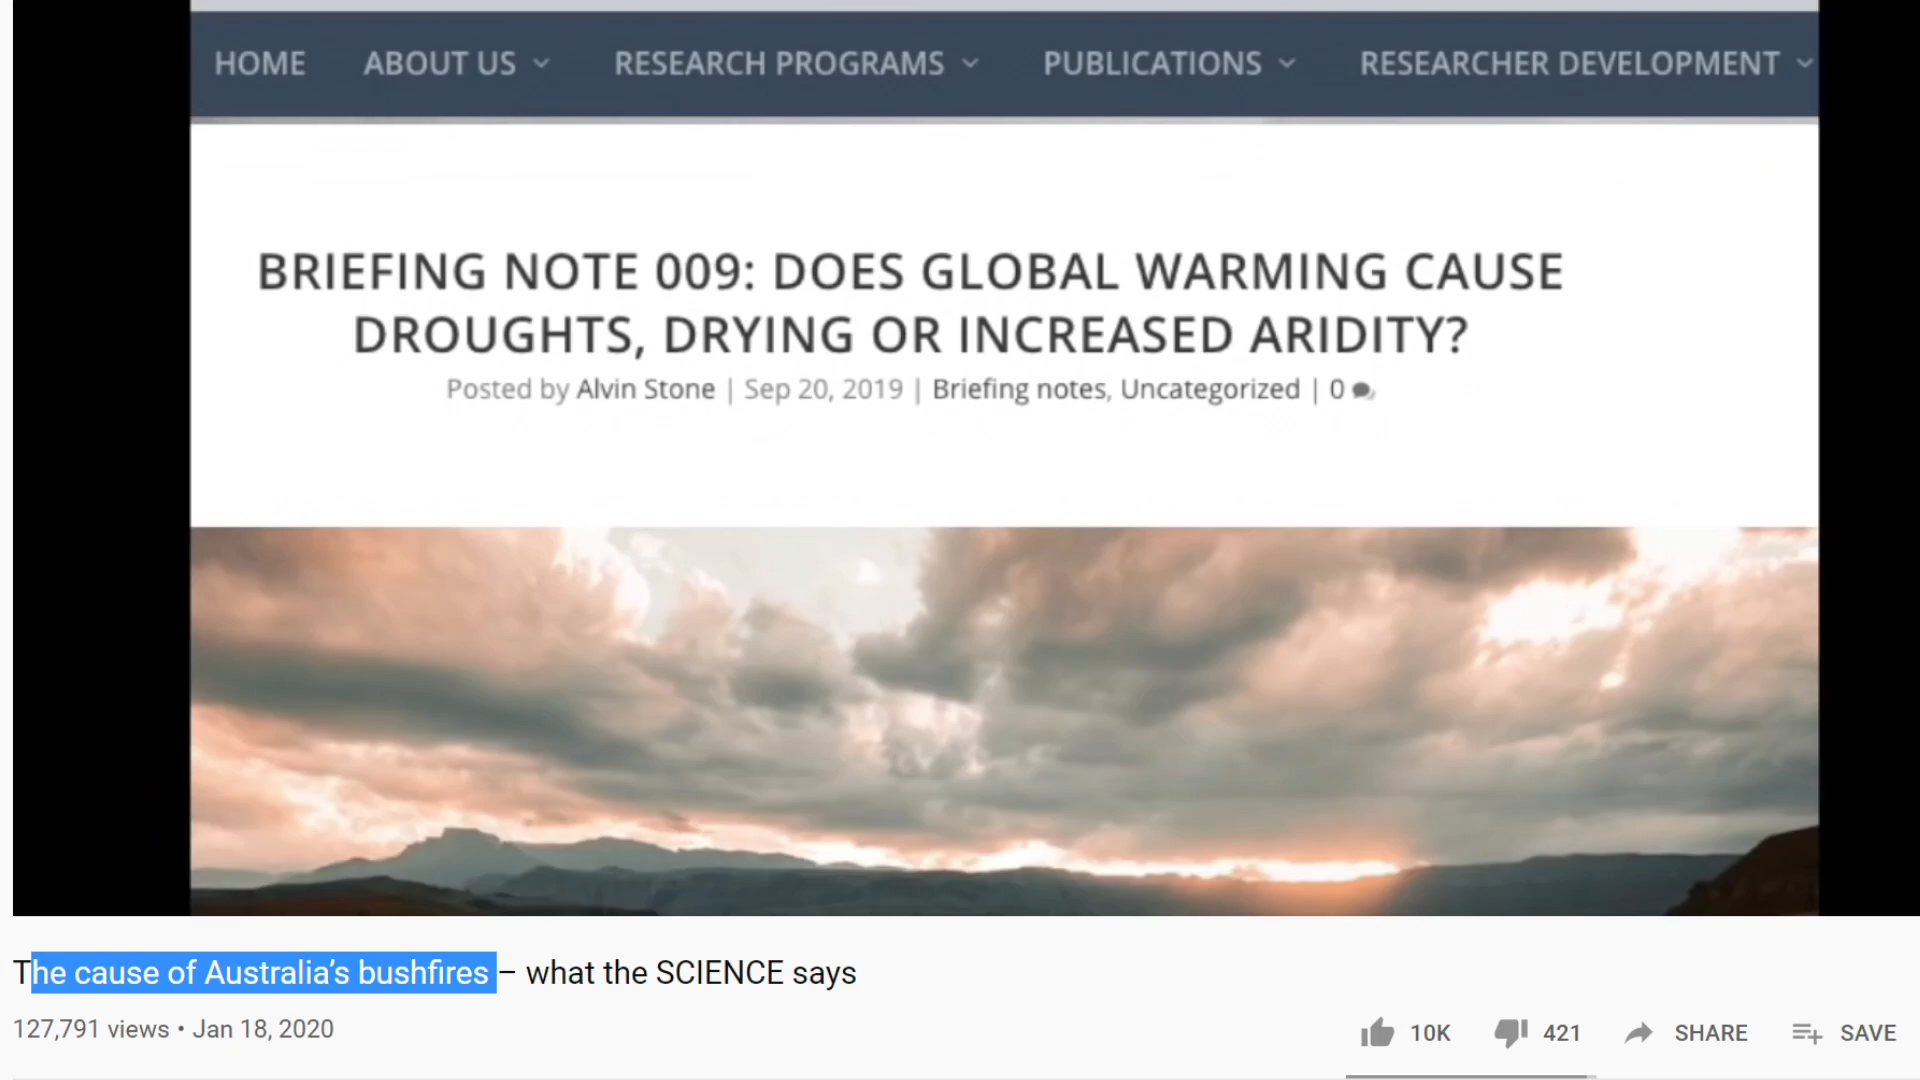 HOME ABOUT US RESEARCH PROGRAMS PUBLICATIONS RESEARCHER DEVELOPMENT
BRIEFING NOTE 009: DOES GLOBAL WARMING CAUSE
DROUGHTS, DRYING OR INCREASED ARIDITY?
Posted by Alvin Stone | Sep 20, 2019 | Briefing notes, Uncategorized | 0
The cause of Australia’s bushfires – what the SCIENCE says
127,791 views • Jan 18, 2020
10K 421 SHARE SAVE